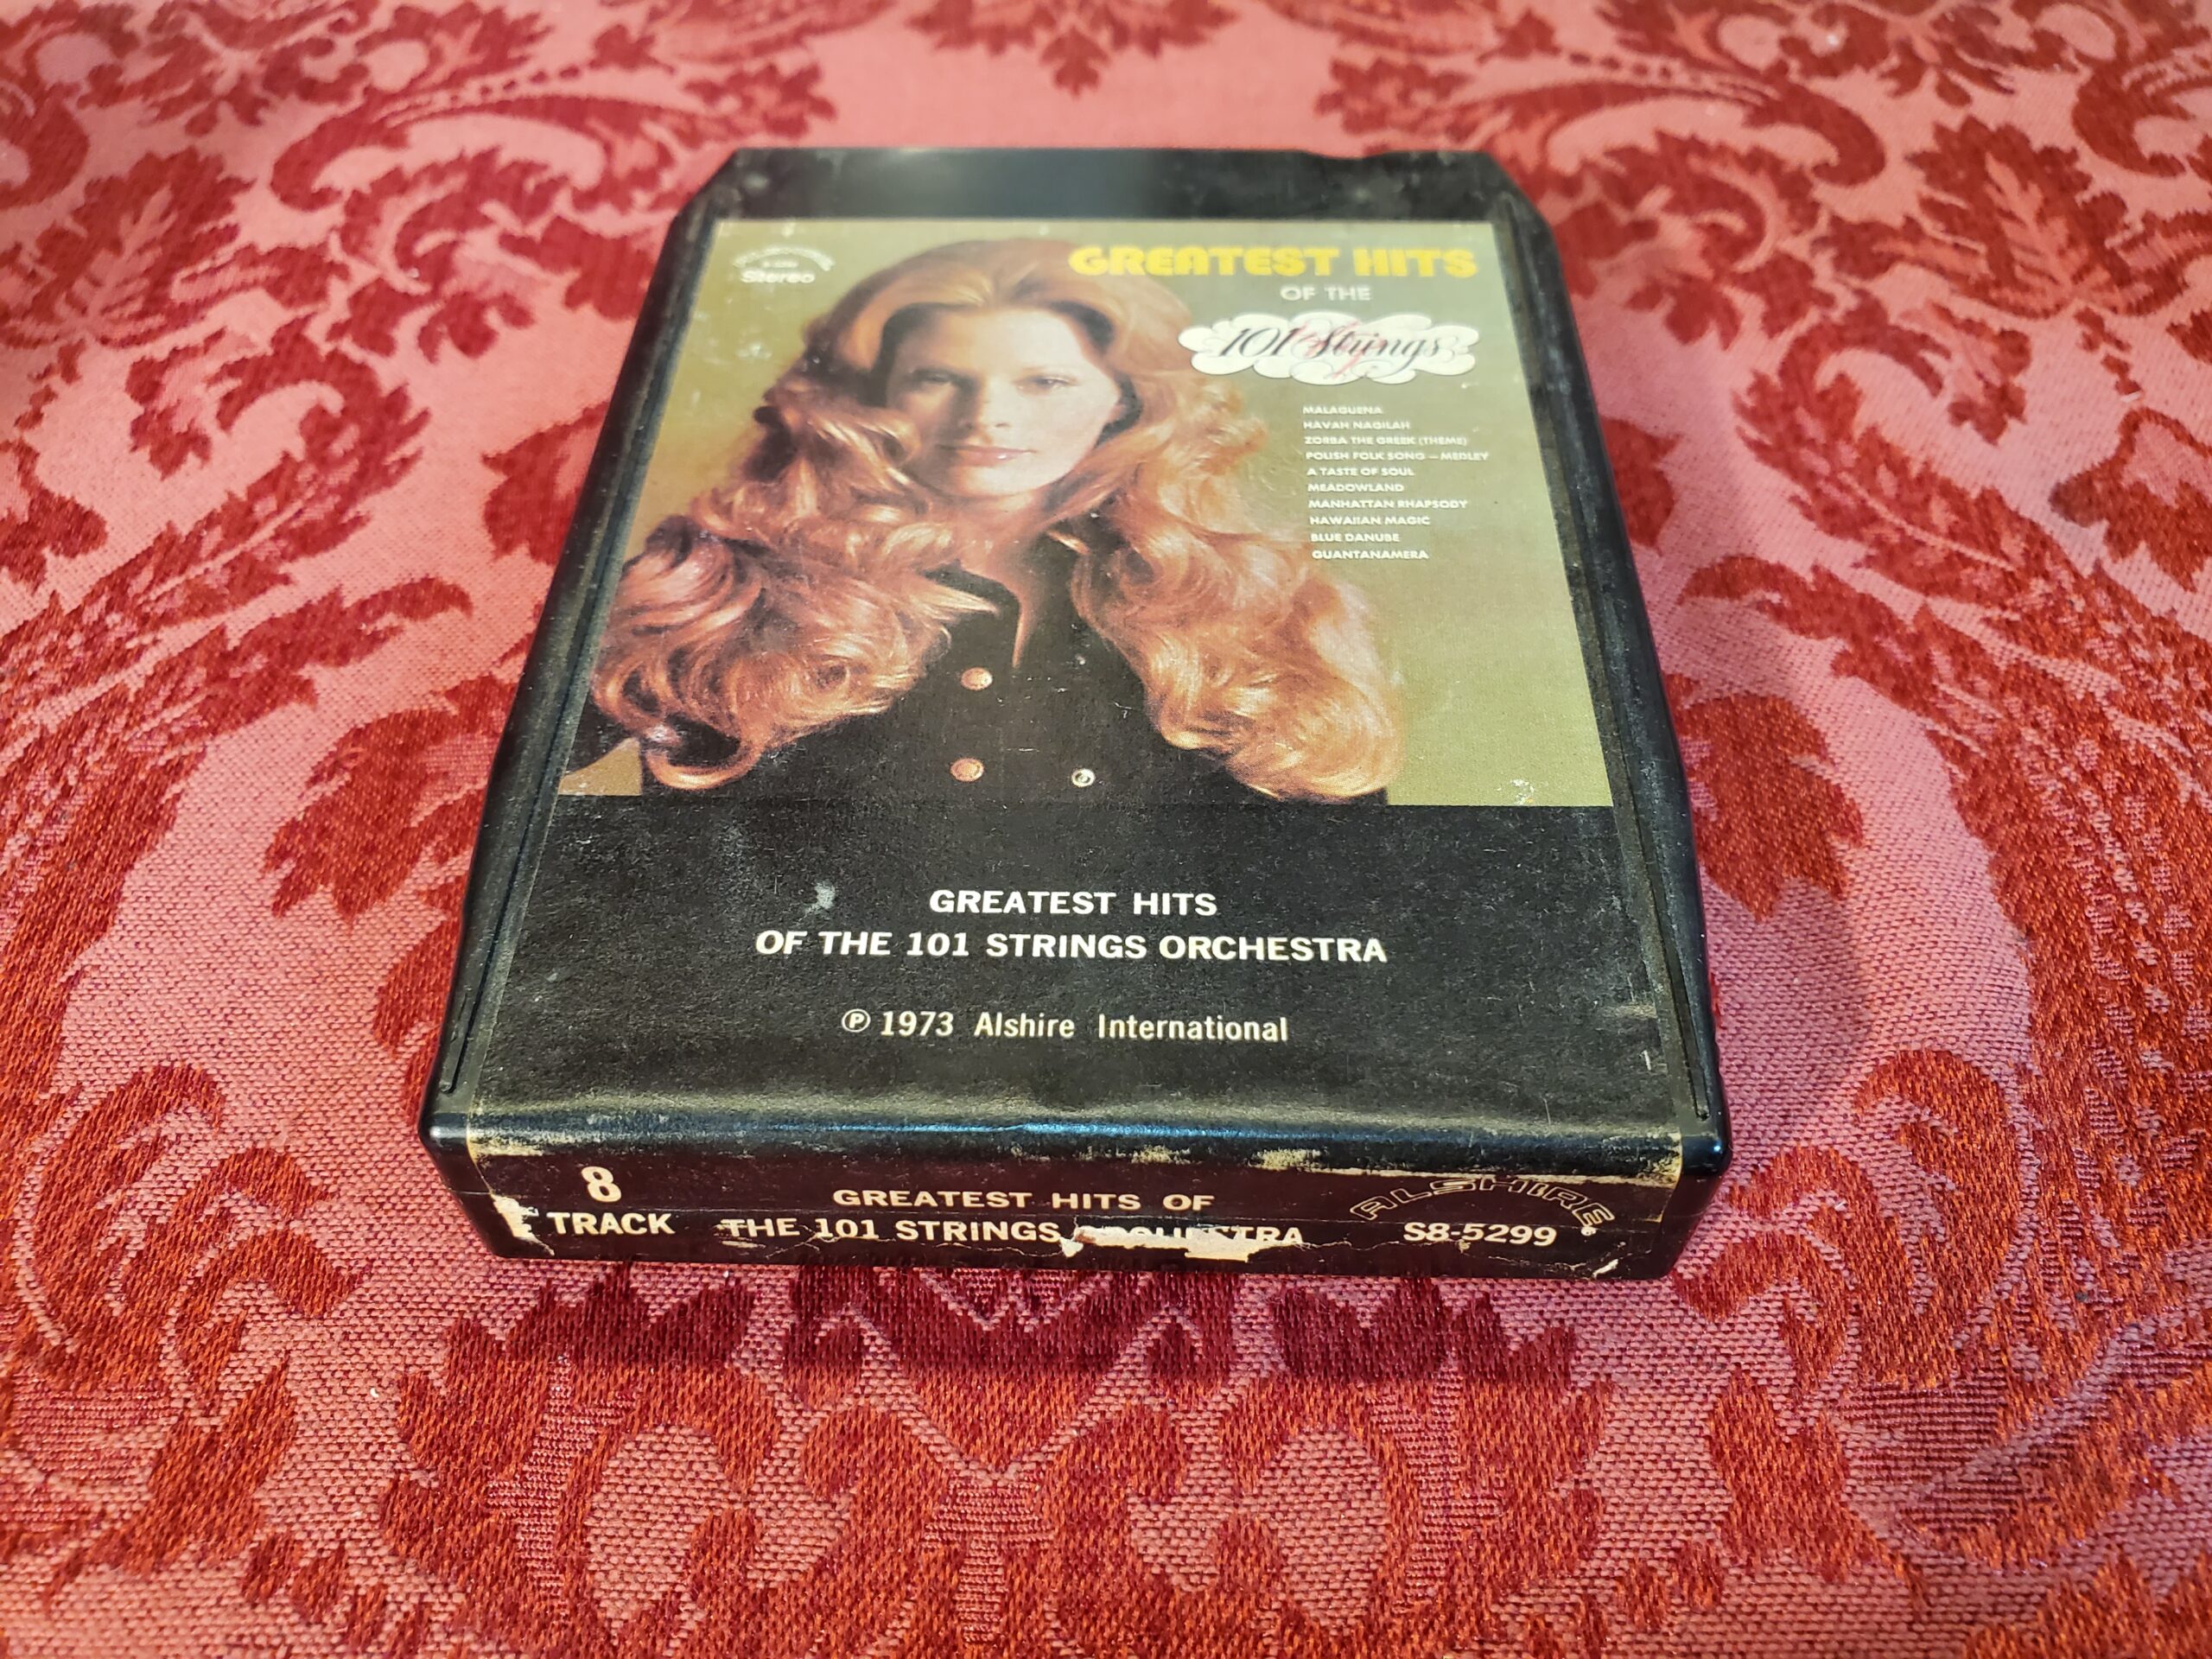 Stereo
GREATEST HITS
OF THE
101 Strings
MALAGUENA
HAVAH NAGILAH
ZORBA THE GREEK (THEME)
POLISH FOLK SONG — MEDLEY
A TASTE OF SOUL
MEADOWLAND
MANHATTAN RHAPSODY
HAWAIIAN MAGIC
BLUE DANUBE
GUANTANAMERA
GREATEST HITS
OF THE 101 STRINGS ORCHESTRA
℗ 1973 Alshire International
8
TRACK
GREATEST HITS OF
THE 101 STRINGS ORCHESTRA
ALSHIRE
S8-5299